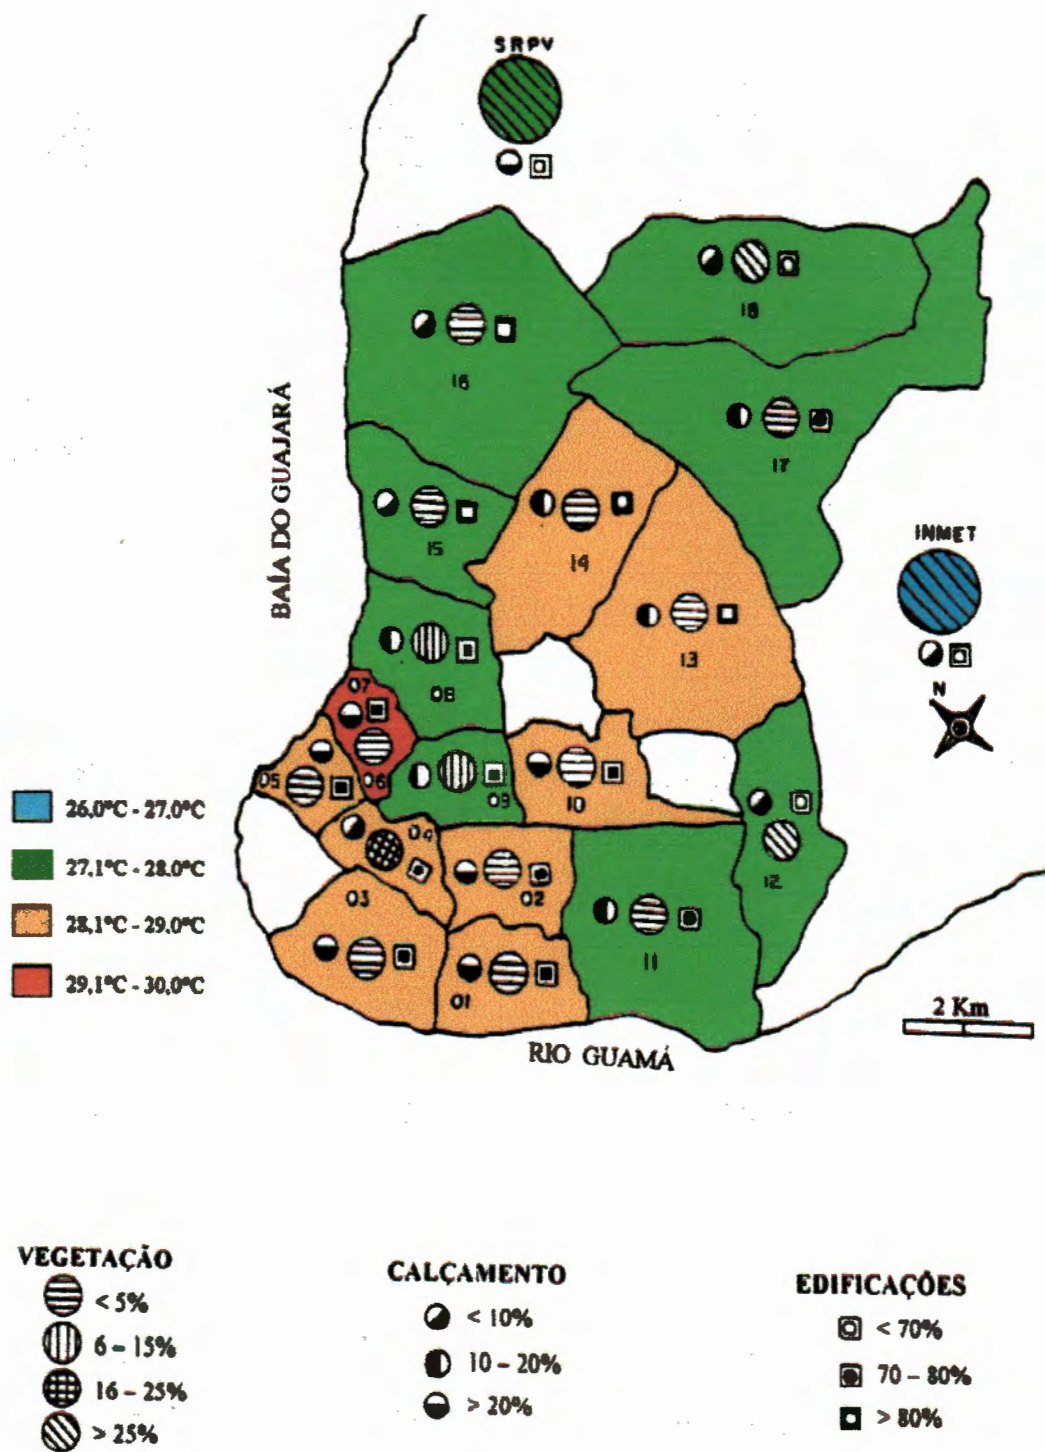 SRPV
18
16
17
INMET
15
14
BAÍA DO GUAJARÁ
13
N
08
07
05
06
09
10
04
12
26,0°C - 27,0°C
27,1°C - 28,0°C
28,1°C - 29,0°C
29,1°C - 30,0°C
03
02
11
01
2 Km
RIO GUAMÁ
VEGETAÇÃO
< 5%
6 – 15%
16 – 25%
> 25%
CALÇAMENTO
< 10%
10 – 20%
> 20%
EDIFICAÇÕES
< 70%
70 – 80%
> 80%